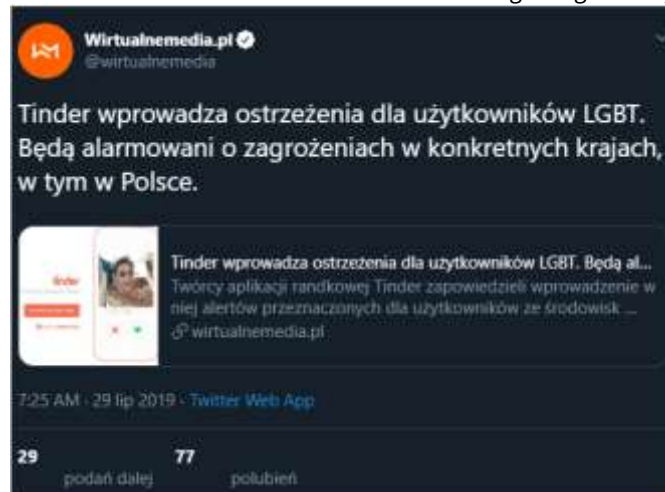 Wirtualnemedia.pl
@wirtualnemedia
Tinder wprowadza ostrzeżenia dla użytkowników LGBT.
Będą alarmowani o zagrożeniach w konkretnych krajach,
w tym w Polsce.
tinder
Tinder wprowadza ostrzeżenia dla użytkowników LGBT. Będą al...
Twórcy aplikacji randkowej Tinder zapowiedzieli wprowadzenie w
niej alertów przeznaczonych dla użytkowników ze środowisk ...
wirtualnemedia.pl
7:25 AM · 29 lip 2019 · Twitter Web App
29 77
podań dalej polubień